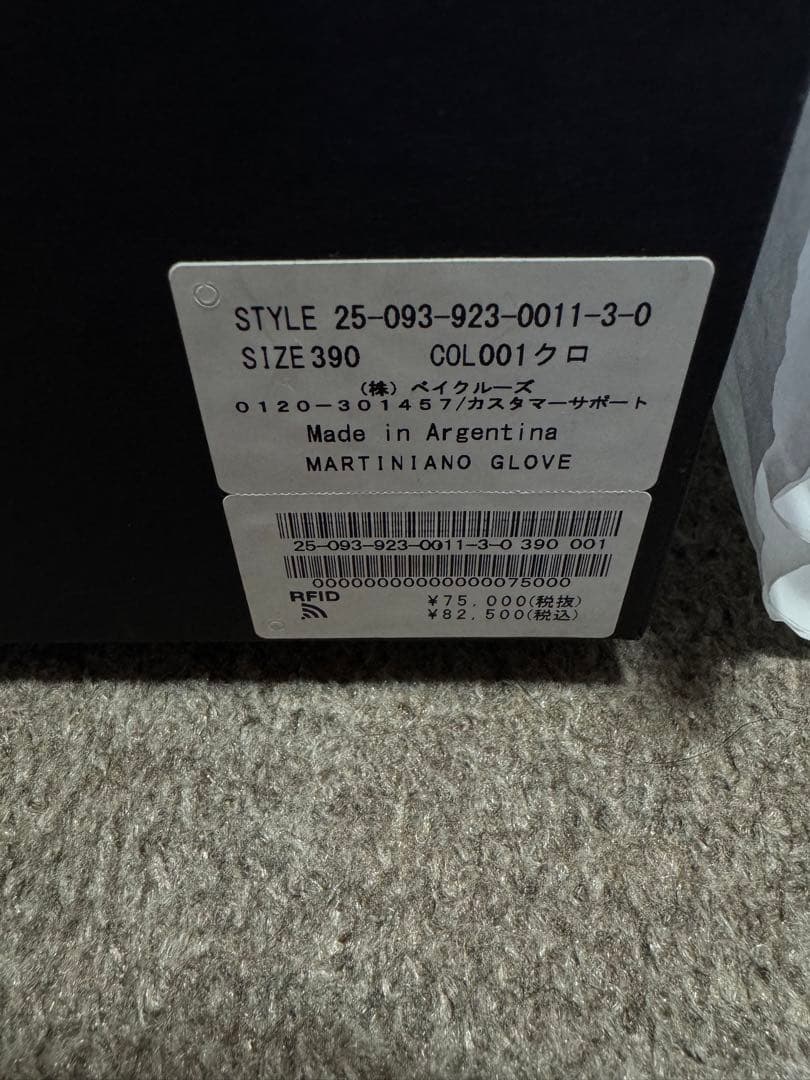 STYLE 25-093-923-0011-3-0
SIZE 390 COL001クロ
（株）ベイクルーズ
０１２０－３０１４５７/カスタマーサポート
Made in Argentina
MARTINIANO GLOVE
25-093-923-0011-3-0 390 001
00000000000000075000
RFID
¥75,000(税抜)
¥82,500(税込)